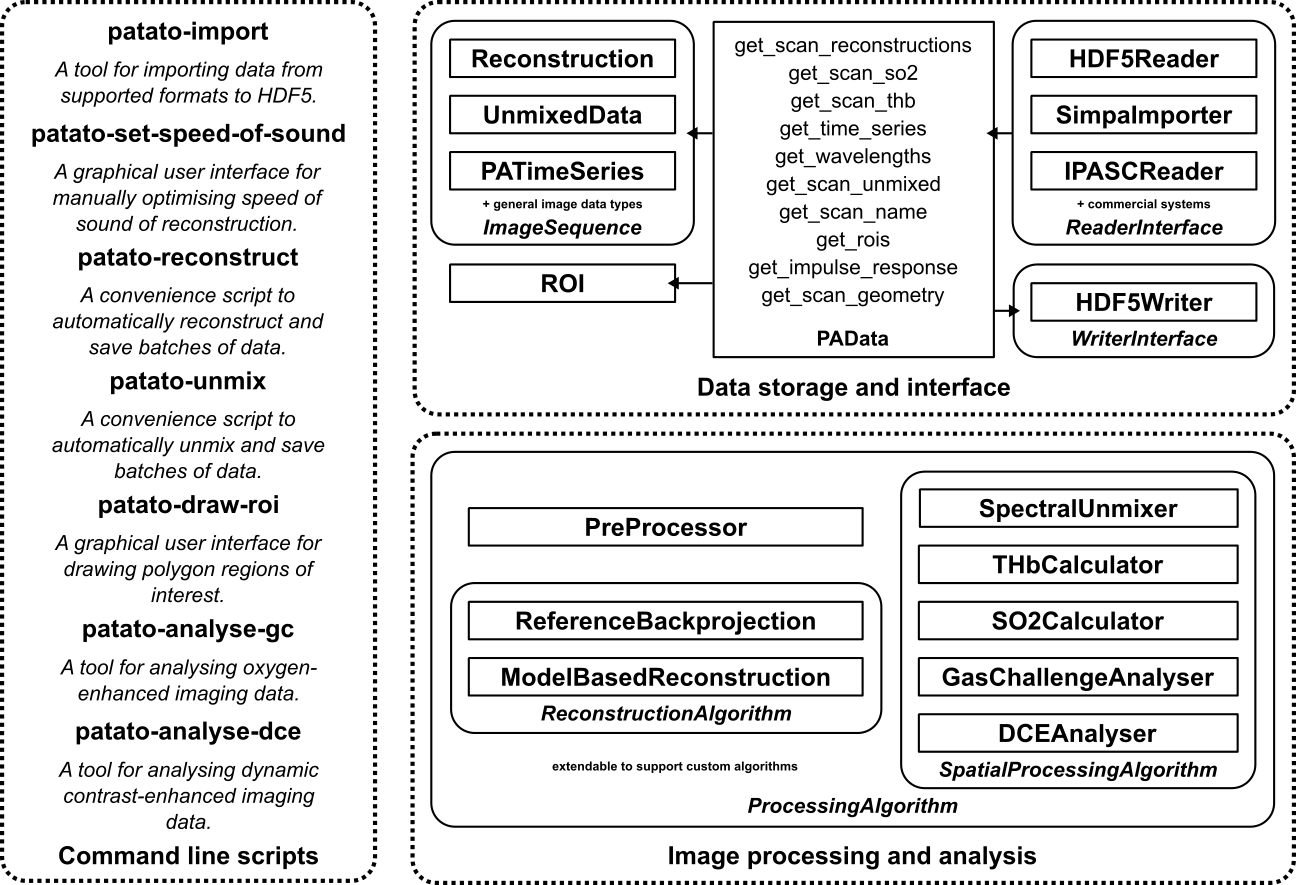 patato-import
A tool for importing data from
supported formats to HDF5.
patato-set-speed-of-sound
A graphical user interface for
manually optimising speed of
sound of reconstruction.
patato-reconstruct
A convenience script to
automatically reconstruct and
save batches of data.
patato-unmix
A convenience script to
automatically unmix and save
batches of data.
patato-draw-roi
A graphical user interface for
drawing polygon regions of
interest.
patato-analyse-gc
A tool for analysing oxygen-
enhanced imaging data.
patato-analyse-dce
A tool for analysing dynamic
contrast-enhanced imaging
data.
Command line scripts
Reconstruction
UnmixedData
PATimeSeries
+ general image data types
ImageSequence
ROI
get_scan_reconstructions
get_scan_so2
get_scan_thb
get_time_series
get_wavelengths
get_scan_unmixed
get_scan_name
get_rois
get_impulse_response
get_scan_geometry
PAData
HDF5Reader
SimpaImporter
IPASCReader
+ commercial systems
ReaderInterface
HDF5Writer
WriterInterface
Data storage and interface
PreProcessor
ReferenceBackprojection
ModelBasedReconstruction
ReconstructionAlgorithm
extendable to support custom algorithms
SpectralUnmixer
THbCalculator
SO2Calculator
GasChallengeAnalyser
DCEAnalyser
SpatialProcessingAlgorithm
ProcessingAlgorithm
Image processing and analysis